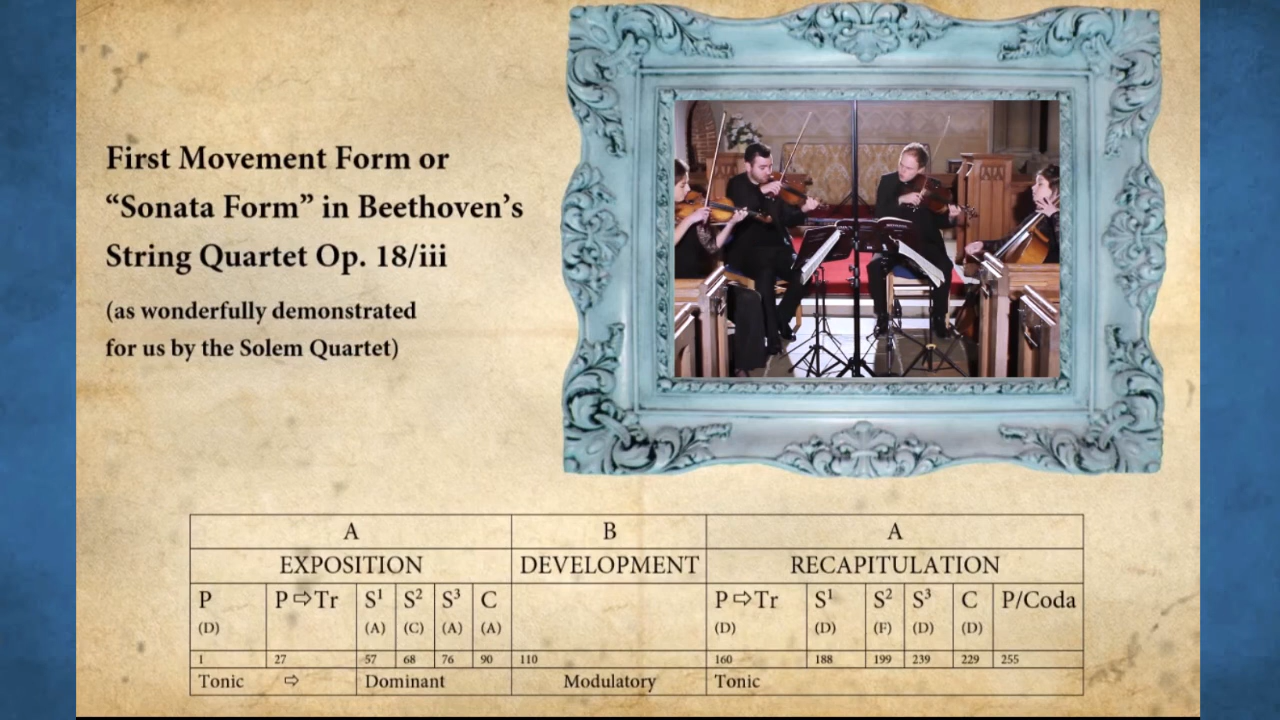 First Movement Form or
“Sonata Form” in Beethoven’s
String Quartet Op. 18/iii
(as wonderfully demonstrated
for us by the Solem Quartet)
A B A
EXPOSITION DEVELOPMENT RECAPITULATION
P P⇨Tr S¹ S² S³ C P⇨Tr S¹ S² S³ C P/Coda
(D) (A) (C) (A) (A) (D) (D) (F) (D) (D)
1 27 57 68 76 90 110 160 188 199 239 229 255
Tonic ⇨ Dominant Modulatory Tonic